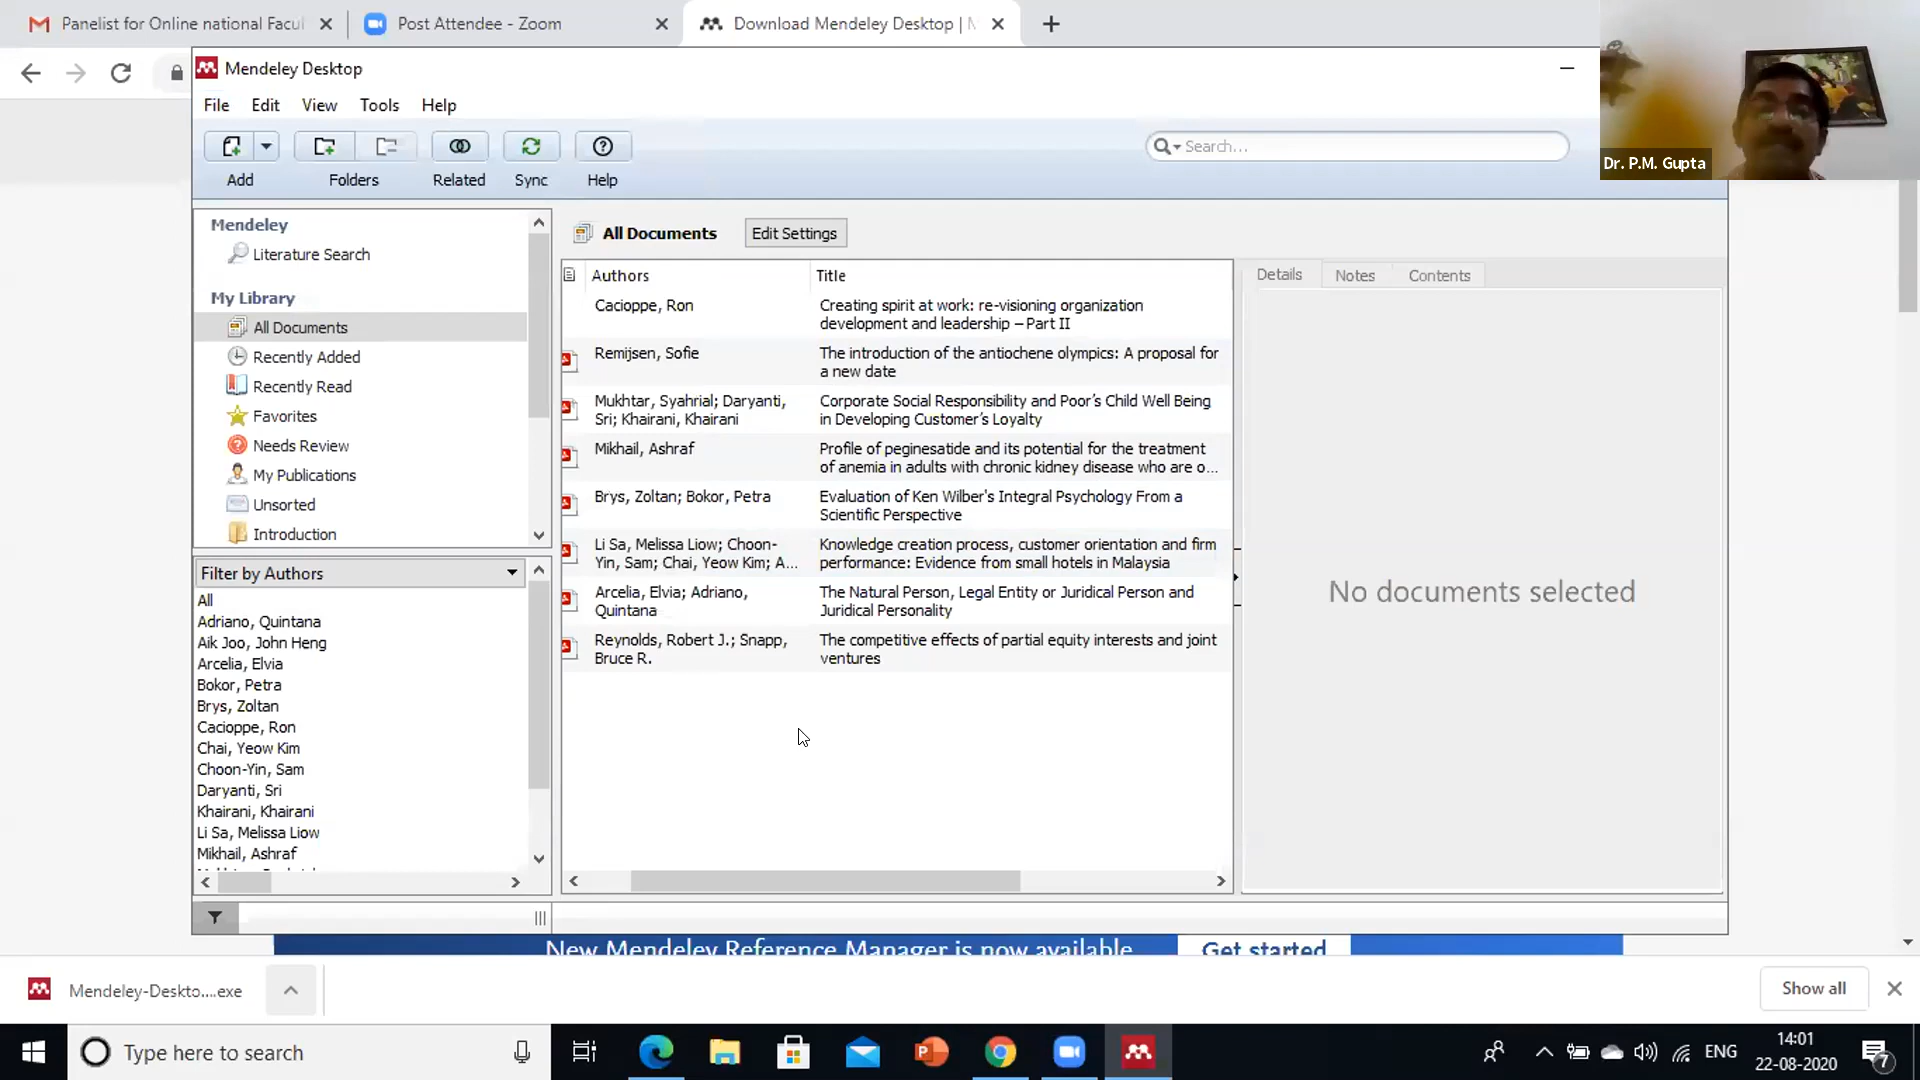 Panelist for Online national Facul
Post Attendee - Zoom
Download Mendeley Desktop | M
Mendeley Desktop
Dr. P.M. Gupta
File Edit View Tools Help
Search...
Add Folders Related Sync Help
Mendeley
Literature Search
My Library
All Documents
Recently Added
Recently Read
Favorites
Needs Review
My Publications
Unsorted
Introduction
Filter by Authors
All
Adriano, Quintana
Aik Joo, John Heng
Arcelia, Elvia
Bokor, Petra
Brys, Zoltan
Cacioppe, Ron
Chai, Yeow Kim
Choon-Yin, Sam
Daryanti, Sri
Khairani, Khairani
Li Sa, Melissa Liow
Mikhail, Ashraf
All Documents Edit Settings
Authors Title
Cacioppe, Ron
Creating spirit at work: re-visioning organization
development and leadership – Part II
Remijsen, Sofie
The introduction of the antiochene olympics: A proposal for
a new date
Mukhtar, Syahrial; Daryanti,
Sri; Khairani, Khairani
Corporate Social Responsibility and Poor’s Child Well Being
in Developing Customer’s Loyalty
Mikhail, Ashraf
Profile of peginesatide and its potential for the treatment
of anemia in adults with chronic kidney disease who are o...
Brys, Zoltan; Bokor, Petra
Evaluation of Ken Wilber's Integral Psychology From a
Scientific Perspective
Li Sa, Melissa Liow; Choon-
Yin, Sam; Chai, Yeow Kim; A...
Knowledge creation process, customer orientation and firm
performance: Evidence from small hotels in Malaysia
Arcelia, Elvia; Adriano,
Quintana
The Natural Person, Legal Entity or Juridical Person and
Juridical Personality
Reynolds, Robert J.; Snapp,
Bruce R.
The competitive effects of partial equity interests and joint
ventures
Details Notes Contents
No documents selected
New Mendeley Reference Manager is now available
Get started
Mendeley-Deskto....exe
Show all
Type here to search
ENG
14:01
22-08-2020
7